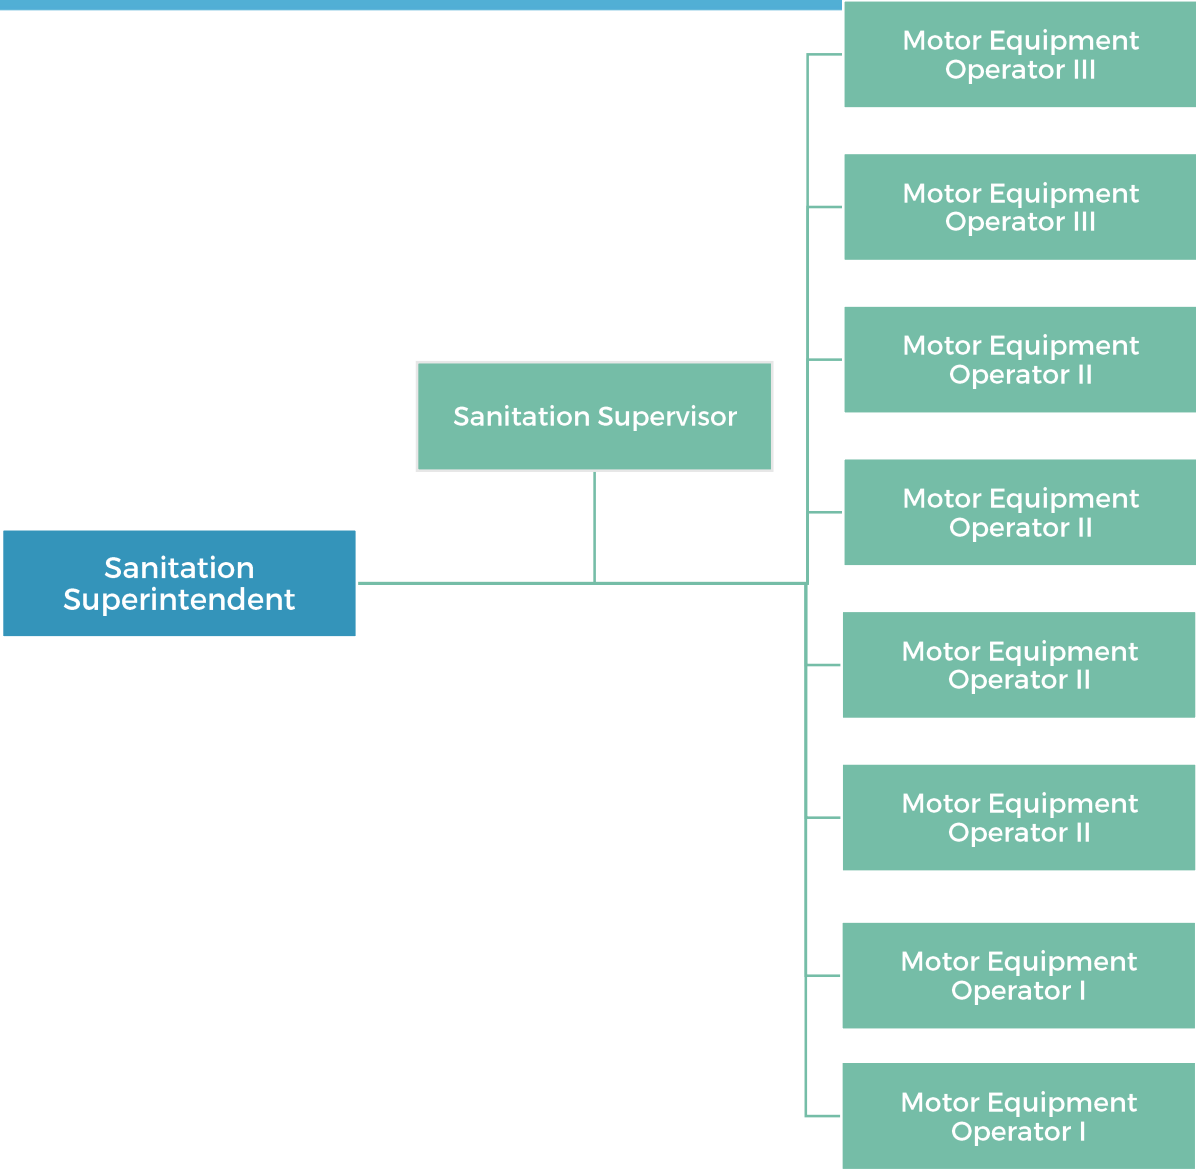 Motor Equipment
Operator III
Motor Equipment
Operator III
Motor Equipment
Operator II
Sanitation Supervisor
Motor Equipment
Operator II
Sanitation
Superintendent
Motor Equipment
Operator II
Motor Equipment
Operator II
Motor Equipment
Operator I
Motor Equipment
Operator I